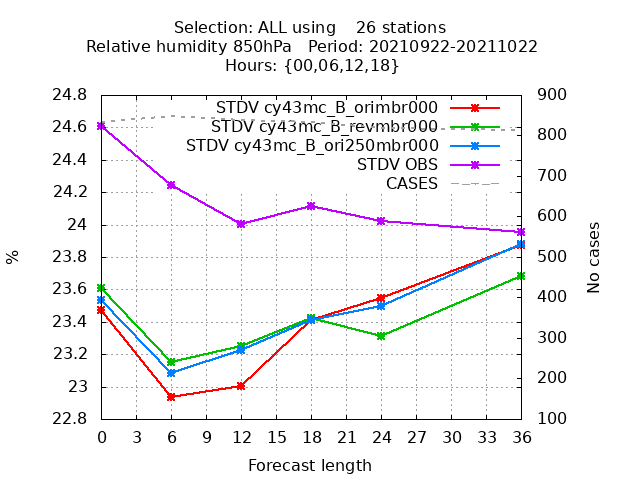 Selection: ALL using    26 stations
Relative humidity 850hPa   Period: 20210922-20211022
Hours: {00,06,12,18}
STDV cy43mc_B_orimbr000
STDV cy43mc_B_revmbr000
STDV cy43mc_B_ori250mbr000
STDV OBS
CASES
24.8
24.6
24.4
24.2
24
23.8
23.6
23.4
23.2
23
22.8
%
900
800
700
600
500
400
300
200
100
No cases
0 3 6 9 12 15 18 21 24 27 30 33 36
Forecast length